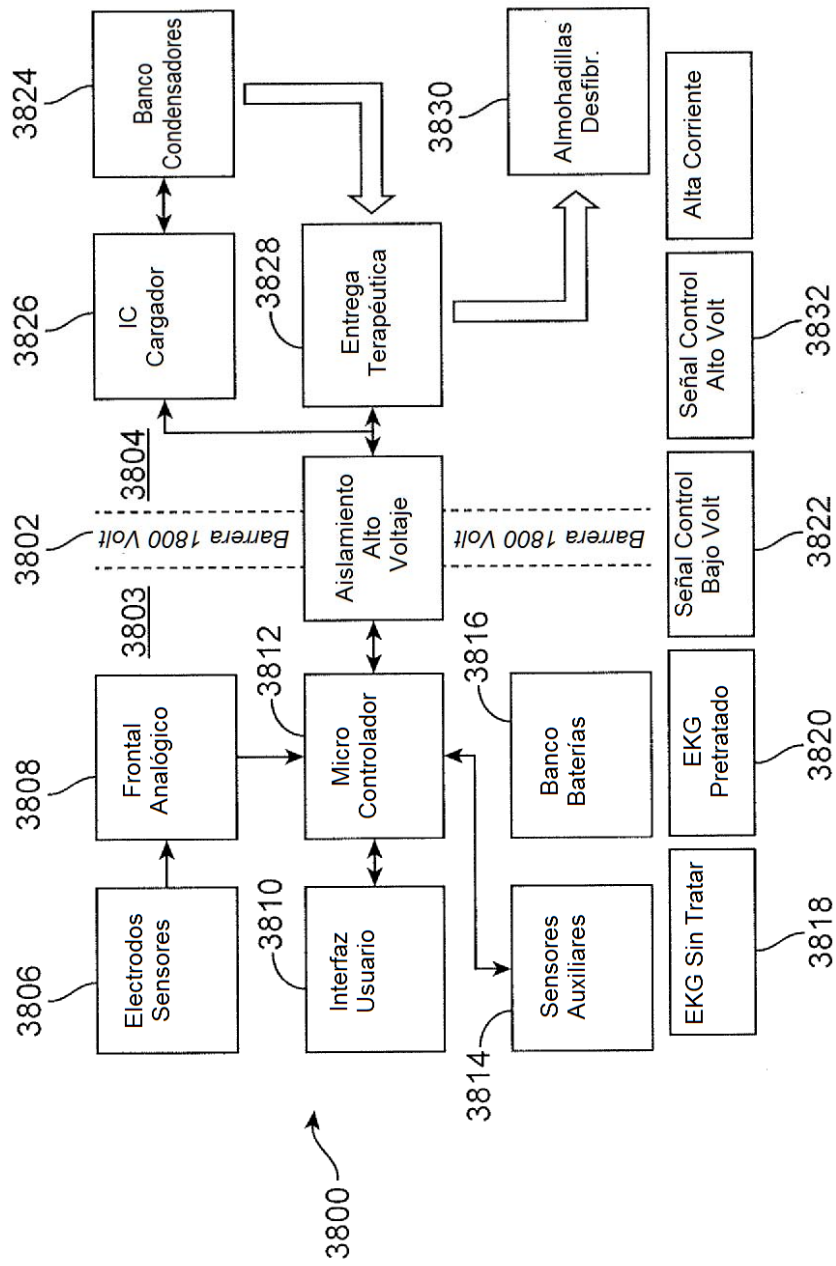 3800
3806
Electrodos
Sensores
3808
Frontal
Analógico
3803
3802
3804
3826
IC
Cargador
3824
Banco
Condensadores
Barrera 1800 Volt
3810
Interfaz
Usuario
3812
Micro
Controlador
Aislamiento
Alto
Voltaje
3828
Entrega
Terapéutica
Barrera 1800 Volt
3814
Sensores
Auxiliares
3816
Banco
Baterías
3830
Almohadillas
Desfibr.
EKG Sin Tratar
3818
EKG
Pretratado
3820
Señal Control
Bajo Volt
3822
Señal Control
Alto Volt
3832
Alta Corriente